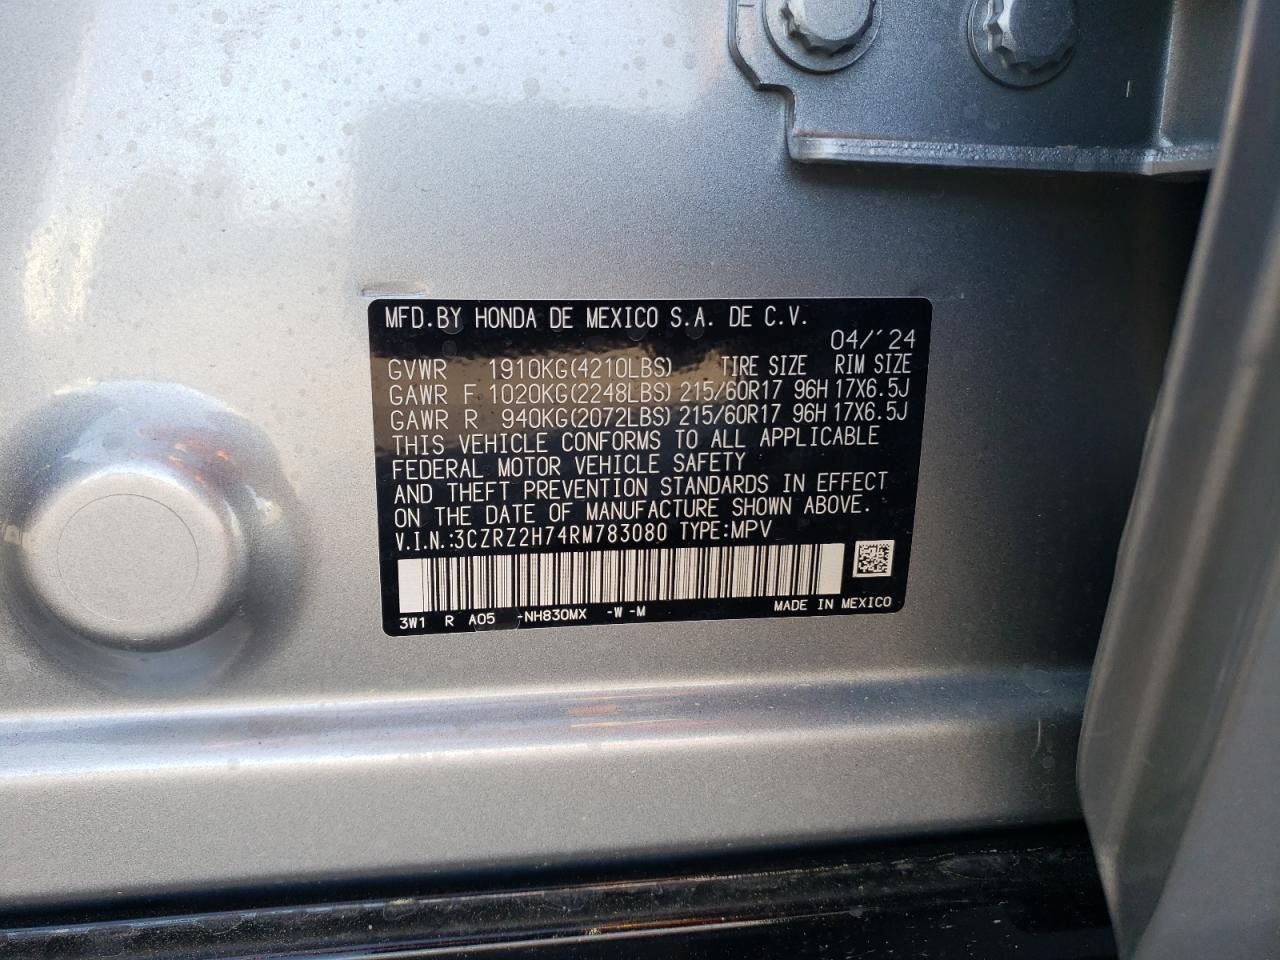 MFD.BY HONDA DE MEXICO S.A. DE C.V.
04/'24
GVWR 1910KG(4210LBS) TIRE SIZE RIM SIZE
GAWR F 1020KG(2248LBS) 215/60R17 96H 17X6.5J
GAWR R 940KG(2072LBS) 215/60R17 96H 17X6.5J
THIS VEHICLE CONFORMS TO ALL APPLICABLE
FEDERAL MOTOR VEHICLE SAFETY
AND THEFT PREVENTION STANDARDS IN EFFECT
ON THE DATE OF MANUFACTURE SHOWN ABOVE.
V.I.N.:3CZRZ2H74RM783080 TYPE:MPV
3W1 R A05 -NH830MX -W -M MADE IN MEXICO